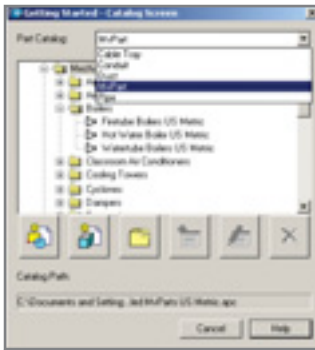 Getting Started - Catalog Screen
Part Catalog:
MvPart
Cable Tray
Conduit
Duct
MvPart
Pipe
Boilers
Firetube Boilers US Metric
Hot Water Boiler US Metric
Watertube Boilers US Metric
Classroom Air Conditioners
Cooling Towers
Cyclones
Dampers
Catalog Path:
Cancel
Help